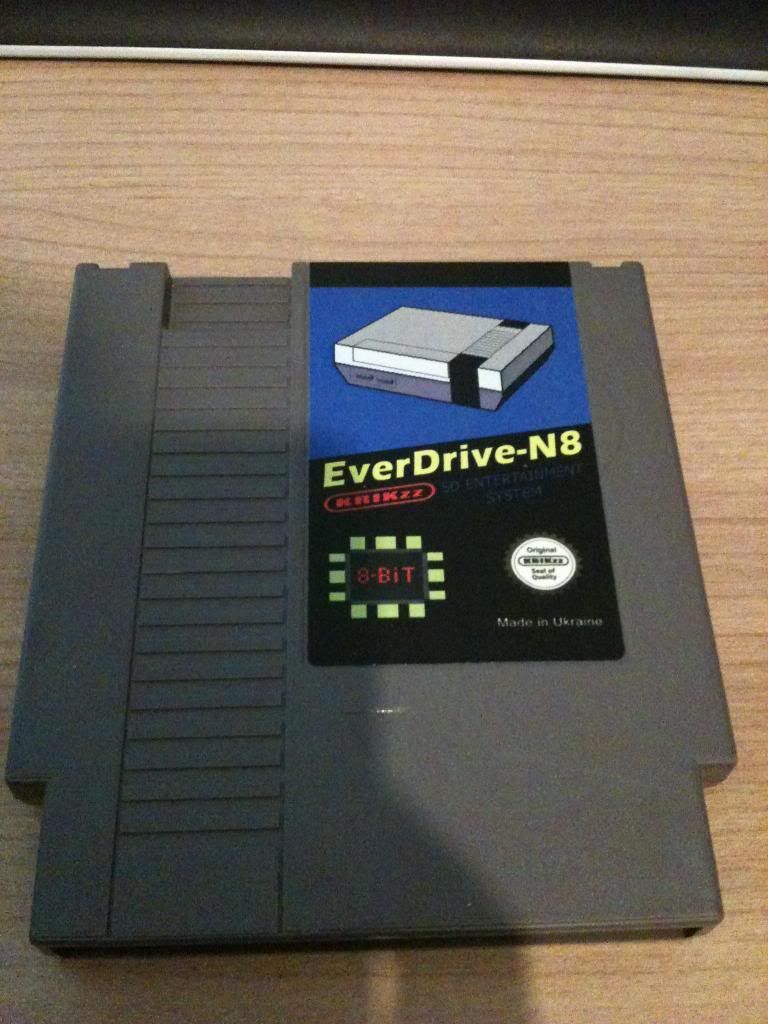 EverDrive-N8
KRIKzz SD ENTERTAINMENT
SYSTEM
8-BiT
Original
KRIKzz
Seal of
Quality
Made in Ukraine